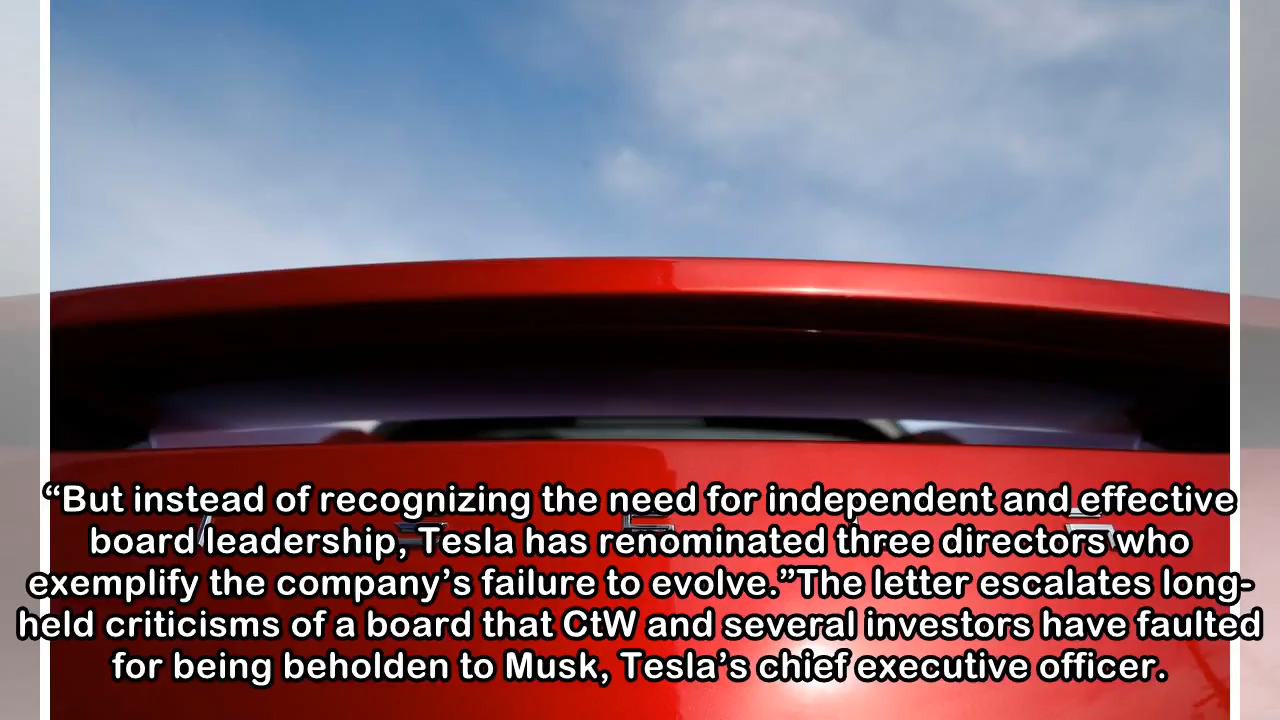 “But instead of recognizing the need for independent and effective
board leadership, Tesla has renominated three directors who
exemplify the company’s failure to evolve.”The letter escalates long-
held criticisms of a board that CtW and several investors have faulted
for being beholden to Musk, Tesla’s chief executive officer.